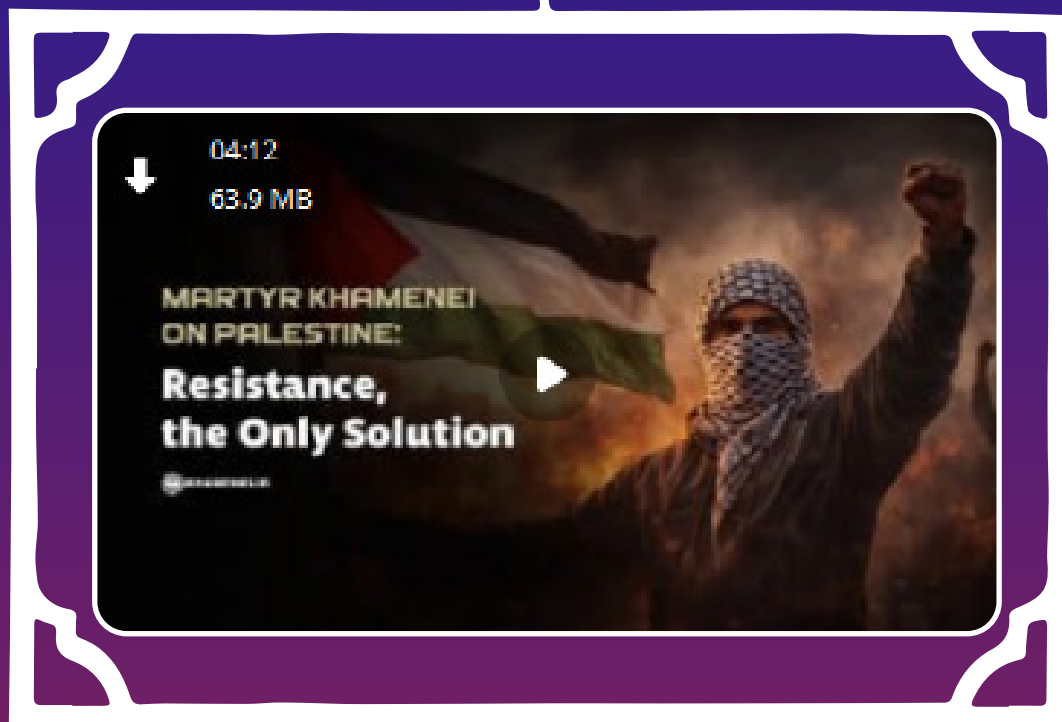 04:12
63.9 MB
MARTYR KHAMENEI
ON PALESTINE:
Resistance,
the Only Solution